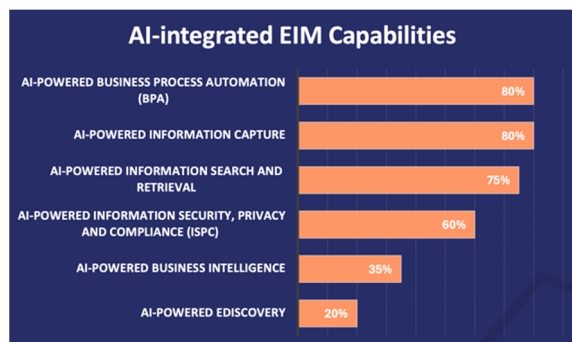 AI-integrated EIM Capabilities
AI-POWERED BUSINESS PROCESS AUTOMATION
(BPA)
80%
AI-POWERED INFORMATION CAPTURE
80%
AI-POWERED INFORMATION SEARCH AND
RETRIEVAL
75%
AI-POWERED INFORMATION SECURITY, PRIVACY
AND COMPLIANCE (ISPC)
60%
AI-POWERED BUSINESS INTELLIGENCE
35%
AI-POWERED EDISCOVERY
20%